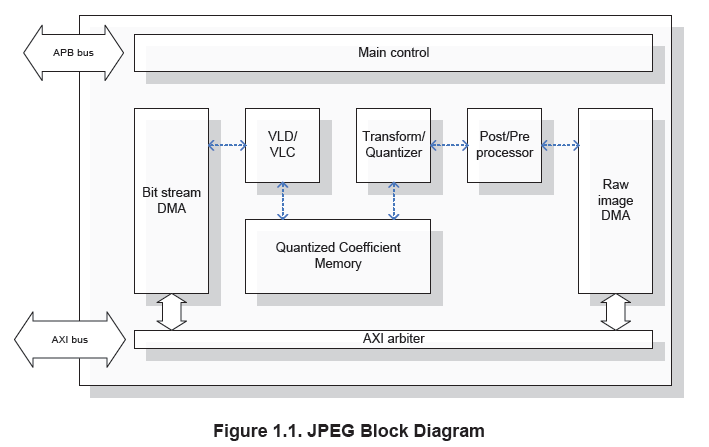 APB bus
Main control
Bit stream
DMA
VLD/
VLC
Transform/
Quantizer
Post/Pre
processor
Raw
image
DMA
Quantized Coefficient
Memory
AXI bus
AXI arbiter
Figure 1.1. JPEG Block Diagram